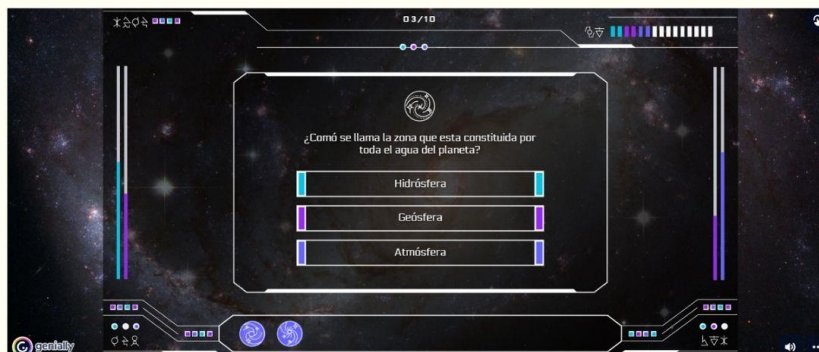 03/10
¿Comó se llama la zona que esta constituida por
toda el agua del planeta?
Hidrósfera
Geósfera
Atmósfera
genially